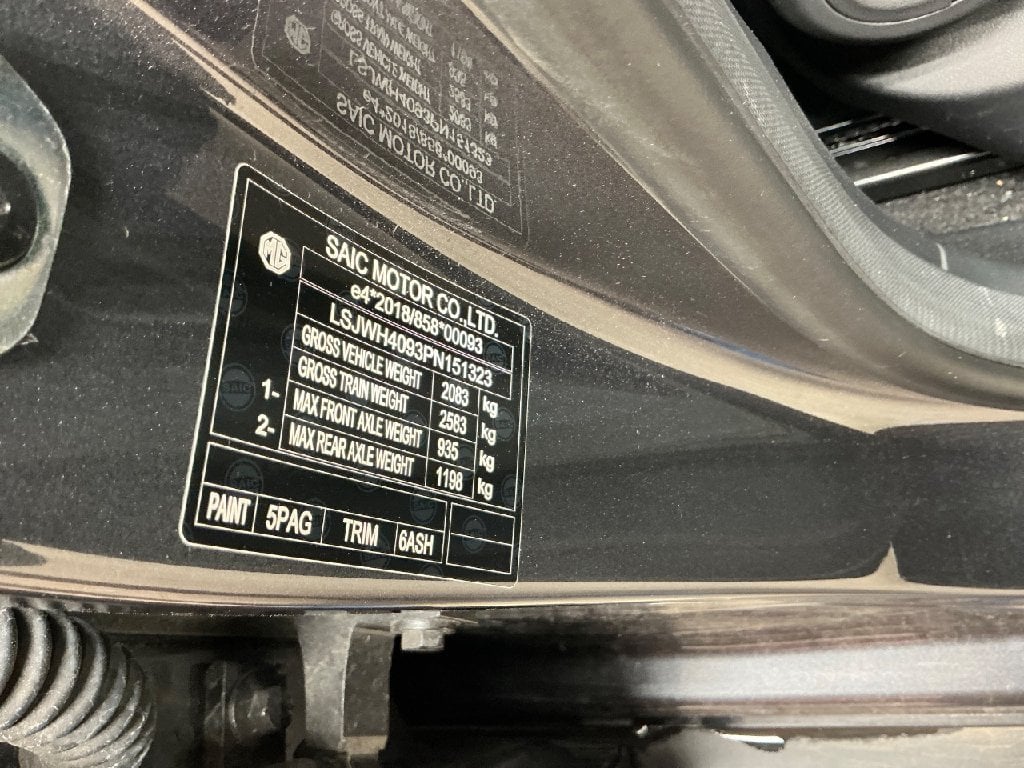 MG
SAIC MOTOR CO.,LTD.
e4*2018/858*00093
LSJWH4093PN151323
GROSS VEHICLE WEIGHT 2083 kg
GROSS TRAIN WEIGHT 2583 kg
1- MAX FRONT AXLE WEIGHT 935 kg
2- MAX REAR AXLE WEIGHT 1198 kg
PAINT 5PAG TRIM 6ASH